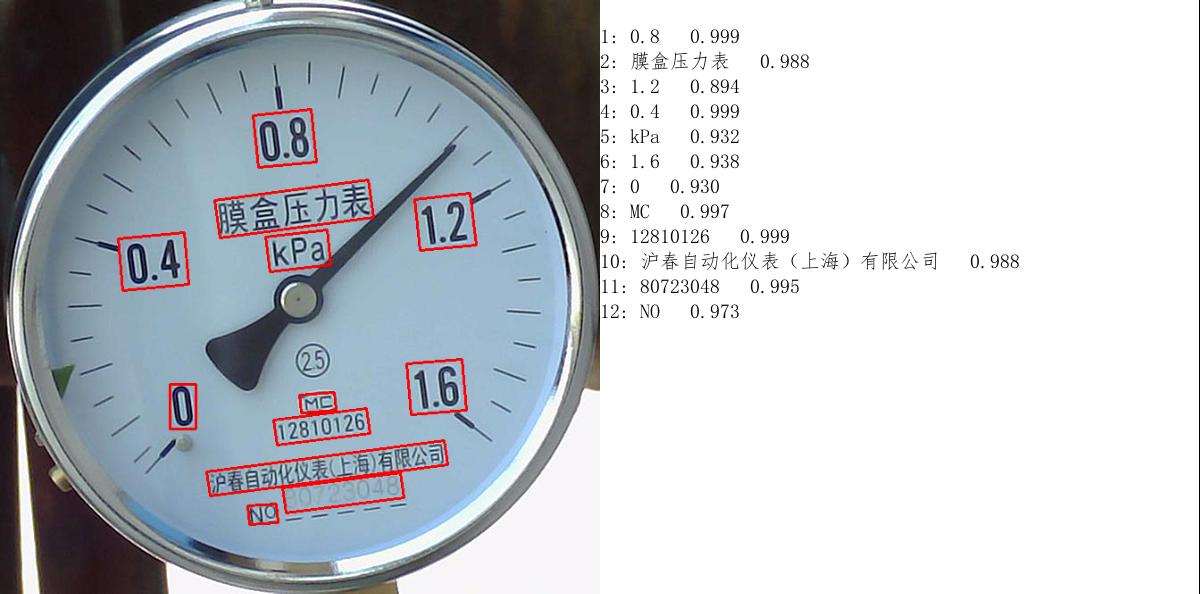 0.8
膜盒压力表
kPa
1.2
0.4
2.5
1.6
0
MC
12810126
沪春自动化仪表(上海)有限公司
NO 80723048
1: 0.8 0.999
2: 膜盒压力表 0.988
3: 1.2 0.894
4: 0.4 0.999
5: kPa 0.932
6: 1.6 0.938
7: 0 0.930
8: MC 0.997
9: 12810126 0.999
10: 沪春自动化仪表（上海）有限公司 0.988
11: 80723048 0.995
12: NO 0.973